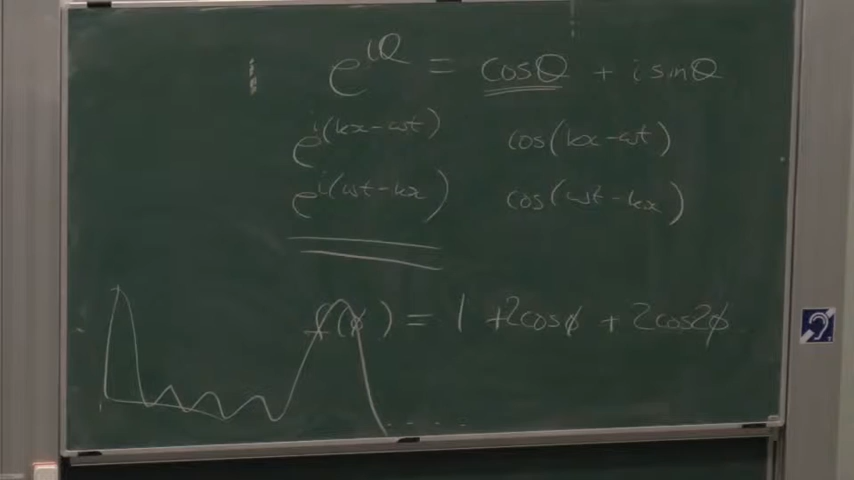 e^{iθ} = cosθ + i sinθ
e^{i(kx-ωt)} cos(kx-ωt)
e^{i(ωt-kx)} cos(ωt-kx)
f(φ) = 1 + 2cosφ + 2cos2φ